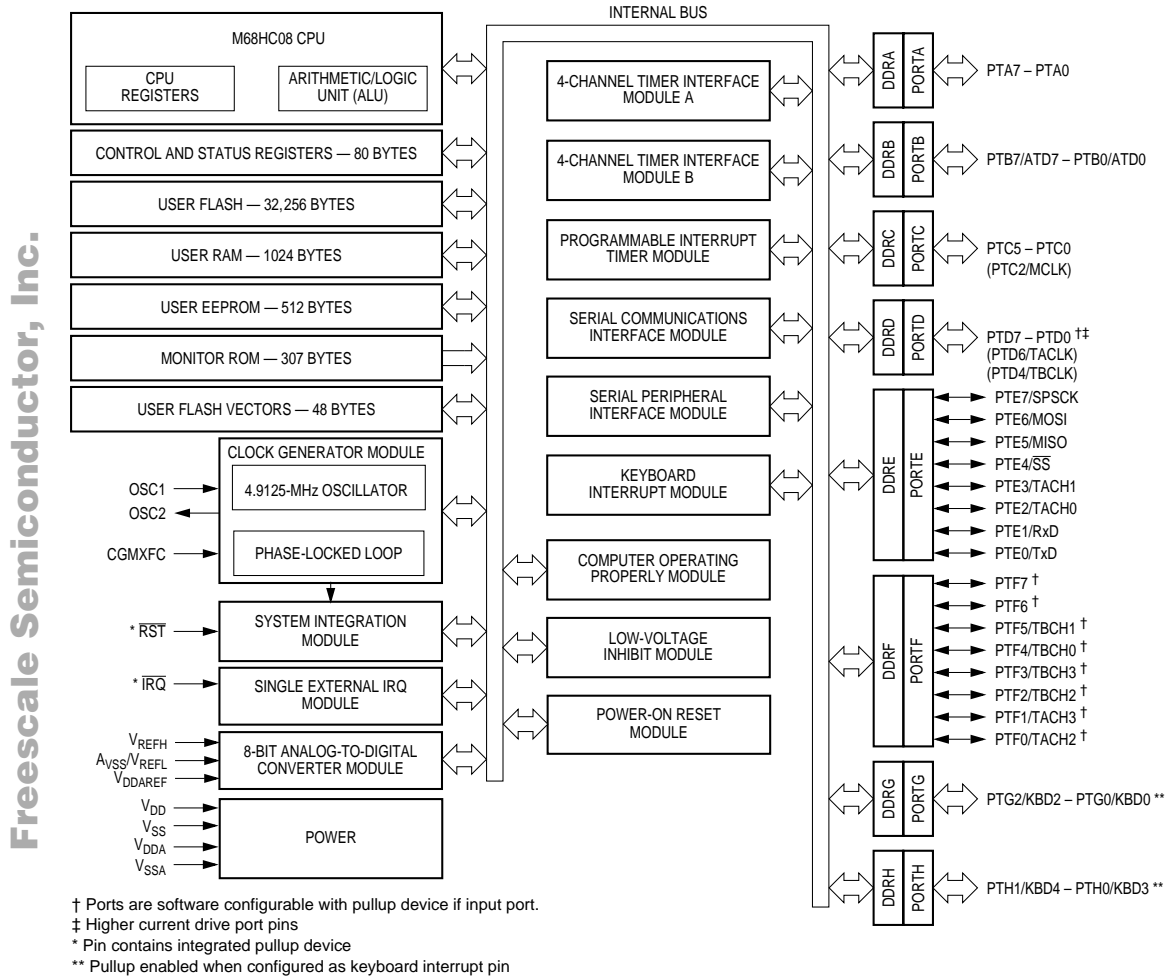 INTERNAL BUS
Freescale Semiconductor, Inc.
M68HC08 CPU
CPU
REGISTERS
ARITHMETIC/LOGIC
UNIT (ALU)
CONTROL AND STATUS REGISTERS — 80 BYTES
USER FLASH — 32,256 BYTES
USER RAM — 1024 BYTES
USER EEPROM — 512 BYTES
MONITOR ROM — 307 BYTES
USER FLASH VECTORS — 48 BYTES
CLOCK GENERATOR MODULE
4.9125-MHz OSCILLATOR
PHASE-LOCKED LOOP
OSC1
OSC2
CGMXFC
* RST
SYSTEM INTEGRATION
MODULE
* IRQ
SINGLE EXTERNAL IRQ
MODULE
VREFH
AVSS/VREFL
VDDAREF
8-BIT ANALOG-TO-DIGITAL
CONVERTER MODULE
VDD
VSS
VDDA
VSSA
POWER
4-CHANNEL TIMER INTERFACE
MODULE A
4-CHANNEL TIMER INTERFACE
MODULE B
PROGRAMMABLE INTERRUPT
TIMER MODULE
SERIAL COMMUNICATIONS
INTERFACE MODULE
SERIAL PERIPHERAL
INTERFACE MODULE
KEYBOARD
INTERRUPT MODULE
COMPUTER OPERATING
PROPERLY MODULE
LOW-VOLTAGE
INHIBIT MODULE
POWER-ON RESET
MODULE
DDRA
PORTA
PTA7 – PTA0
DDRB
PORTB
PTB7/ATD7 – PTB0/ATD0
DDRC
PORTC
PTC5 – PTC0
(PTC2/MCLK)
DDRD
PORTD
PTD7 – PTD0 †‡
(PTD6/TACLK)
(PTD4/TBCLK)
DDRE
PORTE
PTE7/SPSCK
PTE6/MOSI
PTE5/MISO
PTE4/SS
PTE3/TACH1
PTE2/TACH0
PTE1/RxD
PTE0/TxD
DDRF
PORTF
PTF7 †
PTF6 †
PTF5/TBCH1 †
PTF4/TBCH0 †
PTF3/TBCH3 †
PTF2/TBCH2 †
PTF1/TACH3 †
PTF0/TACH2 †
DDRG
PORTG
PTG2/KBD2 – PTG0/KBD0 **
DDRH
PORTH
PTH1/KBD4 – PTH0/KBD3 **
† Ports are software configurable with pullup device if input port.
‡ Higher current drive port pins
* Pin contains integrated pullup device
** Pullup enabled when configured as keyboard interrupt pin